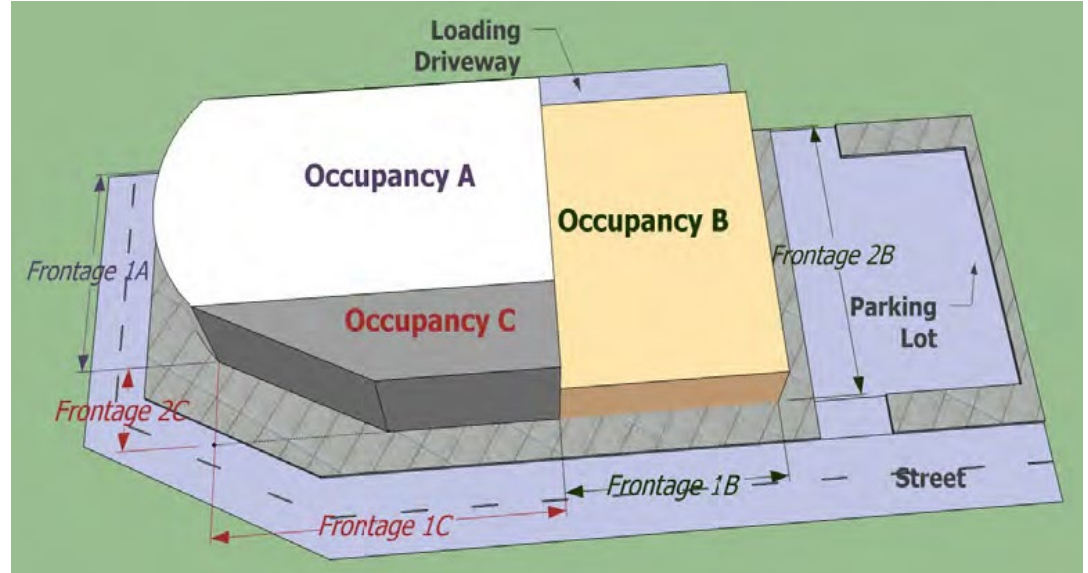 Loading
Driveway
Occupancy A
Occupancy B
Frontage 2B
Frontage 1A
Parking
Lot
Occupancy C
Frontage 2C
Street
Frontage 1B
Frontage 1C